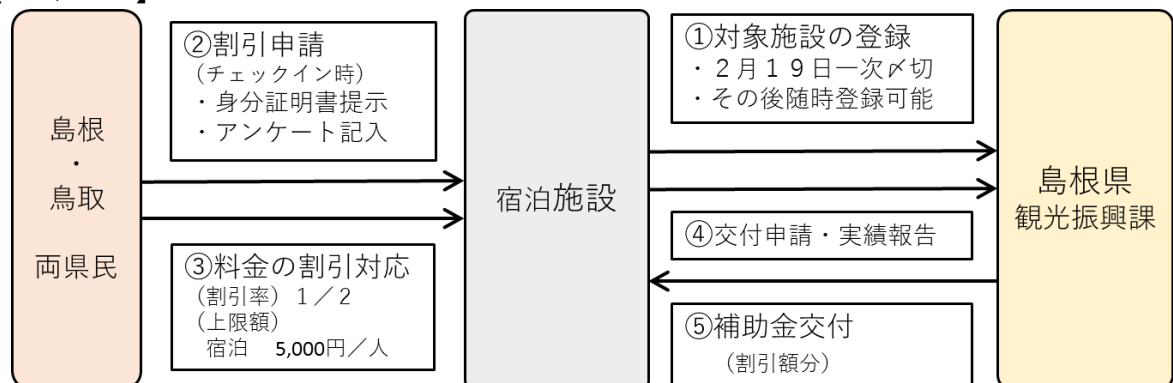 島根
・
鳥取
両県民
②割引申請
（チェックイン時）
・身分証明書提示
・アンケート記入
③料金の割引対応
（割引率）１／２
（上限額）
宿泊　5,000円／人
宿泊施設
①対象施設の登録
・２月１９日一次〆切
・その後随時登録可能
④交付申請・実績報告
⑤補助金交付
（割引額分）
島根県
観光振興課